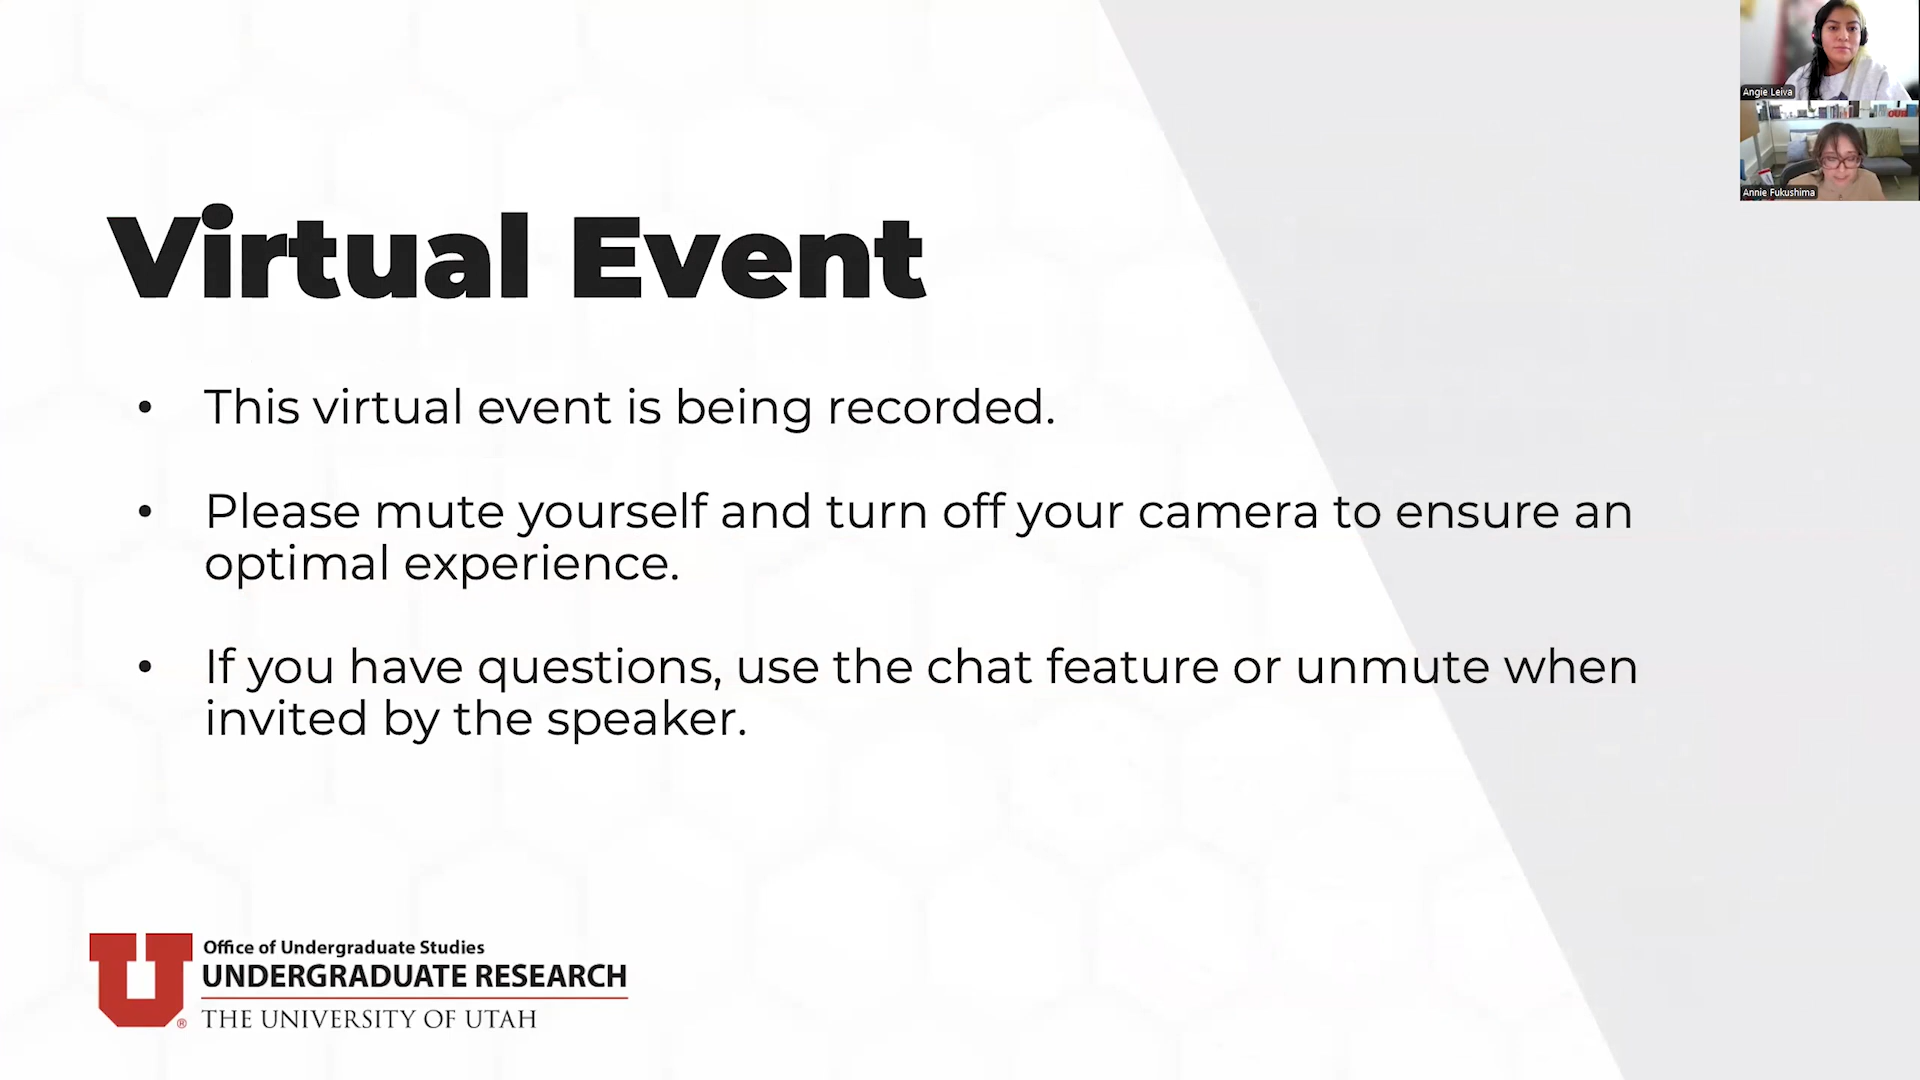 Virtual Event
• This virtual event is being recorded.
• Please mute yourself and turn off your camera to ensure an
optimal experience.
• If you have questions, use the chat feature or unmute when
invited by the speaker.
Office of Undergraduate Studies
UNDERGRADUATE RESEARCH
THE UNIVERSITY OF UTAH
U
®
Angie Leiva
OUR
Annie Fukushima